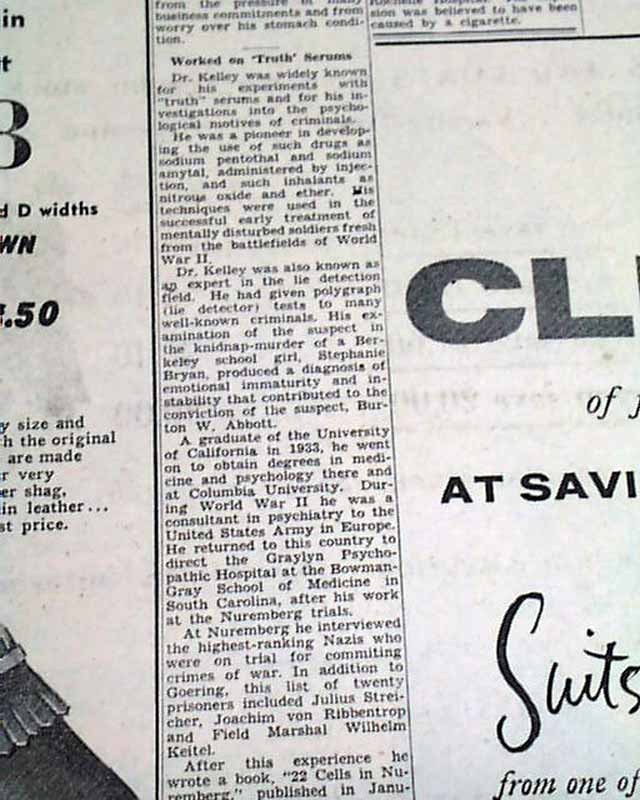 from the pressure of many
business commitments and from
worry over his stomach condi-
tion.
Worked on 'Truth' Serums
Dr. Kelley was widely known
for his experiments with
"truth" serums and for his in-
vestigations into the psycho-
logical motives of criminals.
He was a pioneer in develop-
ing the use of such drugs as
sodium pentothal and sodium
amytal, administered by injec-
tion, and such inhalants as
nitrous oxide and ether. His
techniques were used in the
successful early treatment of
mentally disturbed soldiers fresh
from the battlefields of World
War II.
Dr. Kelley was also known as
an expert in the lie detection
field. He had given polygraph
(lie detector) tests to many
well-known criminals. His ex-
amination of the suspect in
the knidnap-murder of a Ber-
keley school girl, Stephanie
Bryan, produced a diagnosis of
emotional immaturity and in-
stability that contributed to the
conviction of the suspect, Bur-
ton W. Abbott.
A graduate of the University
of California in 1933, he went
on to obtain degrees in medi-
cine and psychology there and
at Columbia University. Dur-
ing World War II he was a
consultant in psychiatry to the
United States Army in Europe.
He returned to this country to
direct the Graylyn Psycho-
pathic Hospital at the Bowman-
Gray School of Medicine in
South Carolina, after his work
at the Nuremberg trials.
At Nuremberg he interviewed
the highest-ranking Nazis who
were on trial for commiting
crimes of war. In addition to
Goering, this list of twenty
prisoners included Julius Strei-
cher, Joachim von Ribbentrop
and Field Marshal Wilhelm
Keitel.
After this experience he
wrote a book, "22 Cells in Nu-
remberg," published in Janu-
sion was believed to have been
caused by a cigarette.
in
t
3
d D widths
WN
.50
y size and
h the original
are made
r very
er shag,
in leather...
st price.
CL
of
AT SAVI
Suits
from one of